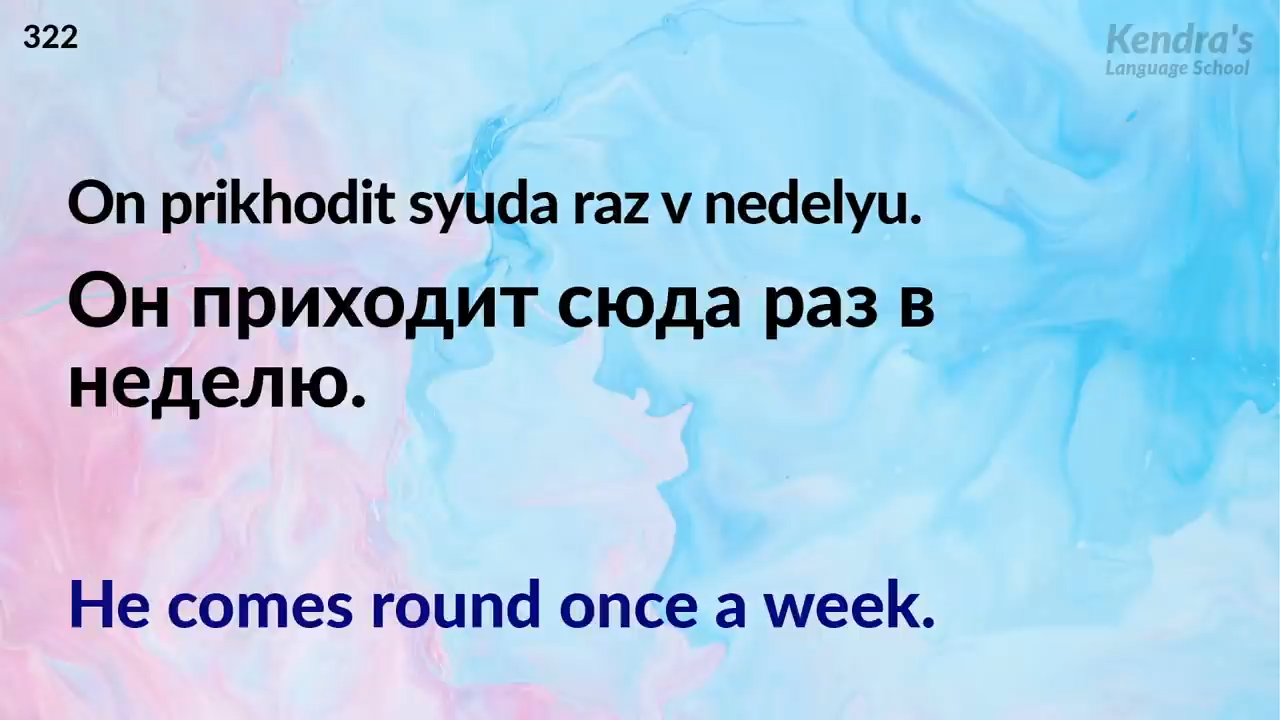 322
Kendra's
Language School
On prikhodit syuda raz v nedelyu.
Он приходит сюда раз в
неделю.
He comes round once a week.